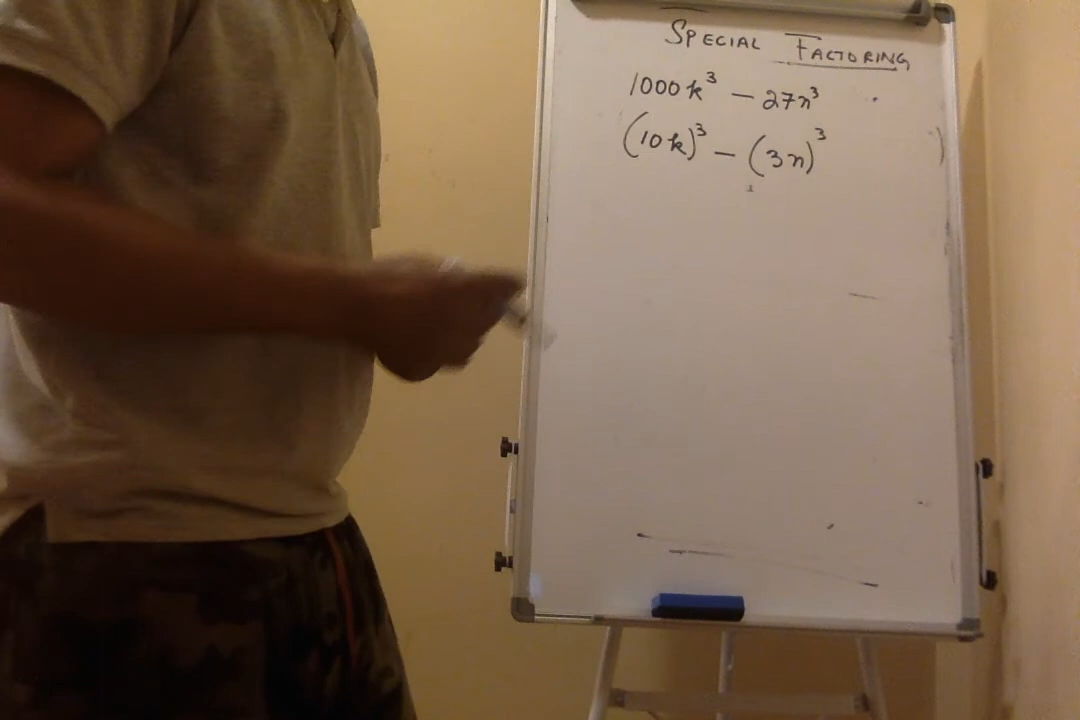 SPECIAL FACTORING
1000k³ – 27n³
(10k)³ – (3n)³